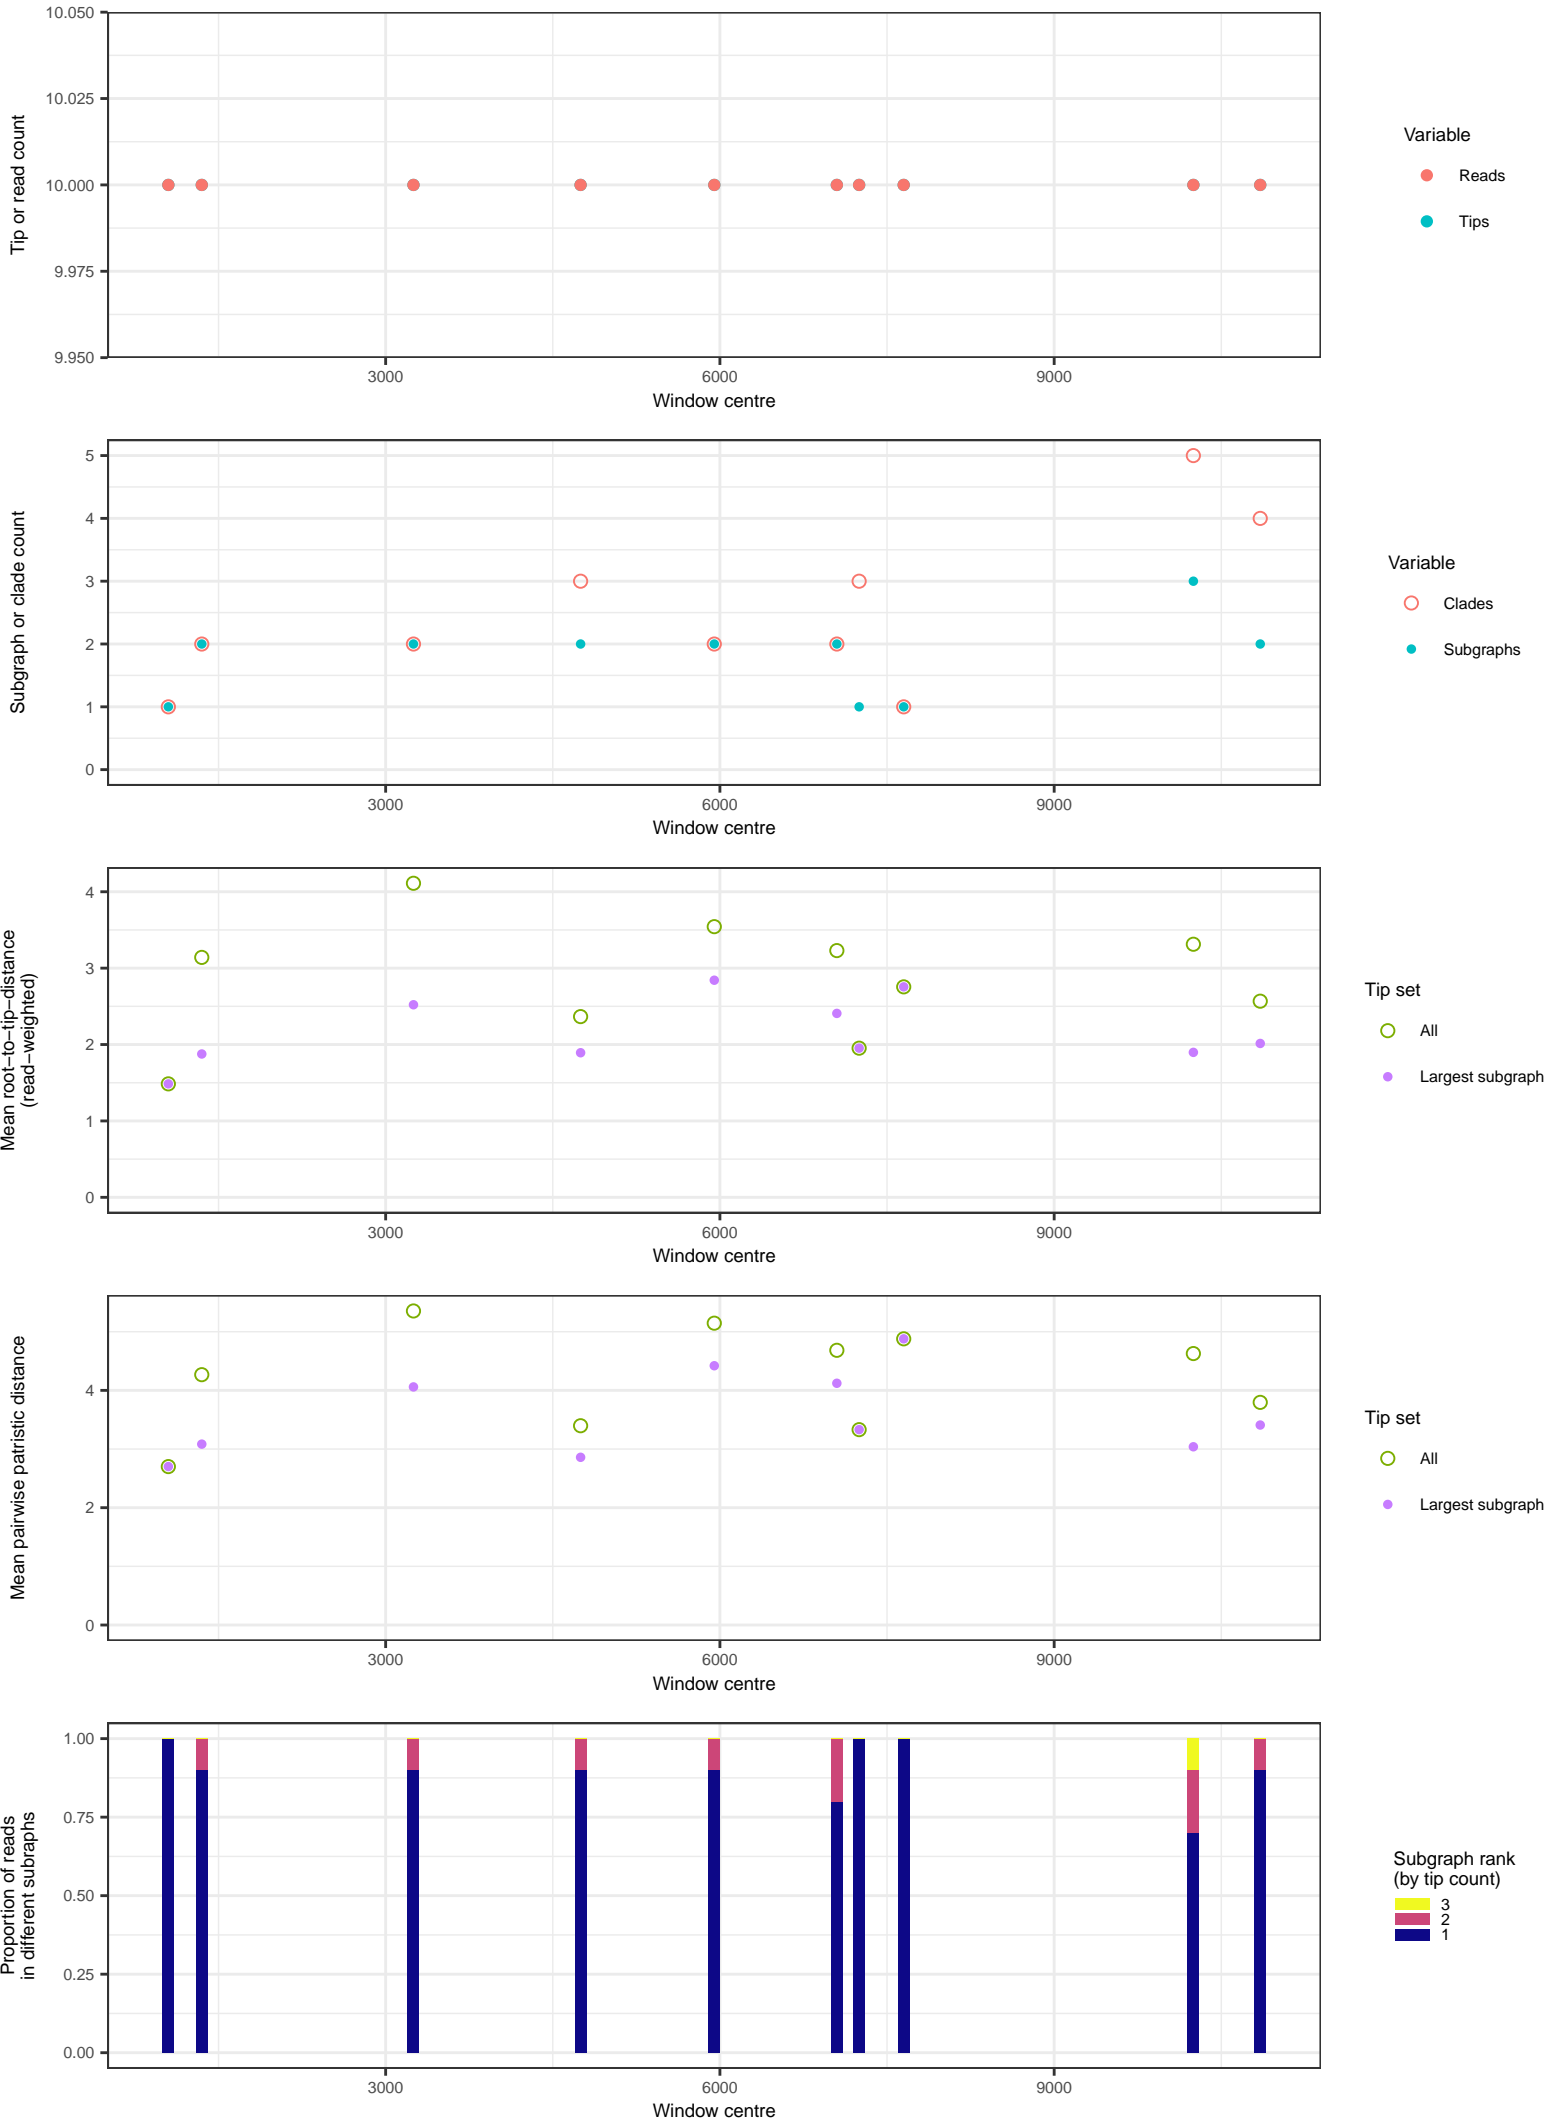 10.050
10.025
10.000
9.975
9.950
Tip or read count
3000
6000
9000
Window centre
Variable
Reads
Tips
5
4
3
2
1
0
Subgraph or clade count
3000
6000
9000
Window centre
Variable
Clades
Subgraphs
4
3
2
1
0
Mean root−to−tip−distance
(read−weighted)
3000
6000
9000
Window centre
Tip set
All
Largest subgraph
4
2
0
Mean pairwise patristic distance
3000
6000
9000
Window centre
Tip set
All
Largest subgraph
1.00
0.75
0.50
0.25
0.00
Proportion of reads
in different subraphs
3000
6000
9000
Window centre
Subgraph rank
(by tip count)
3
2
1